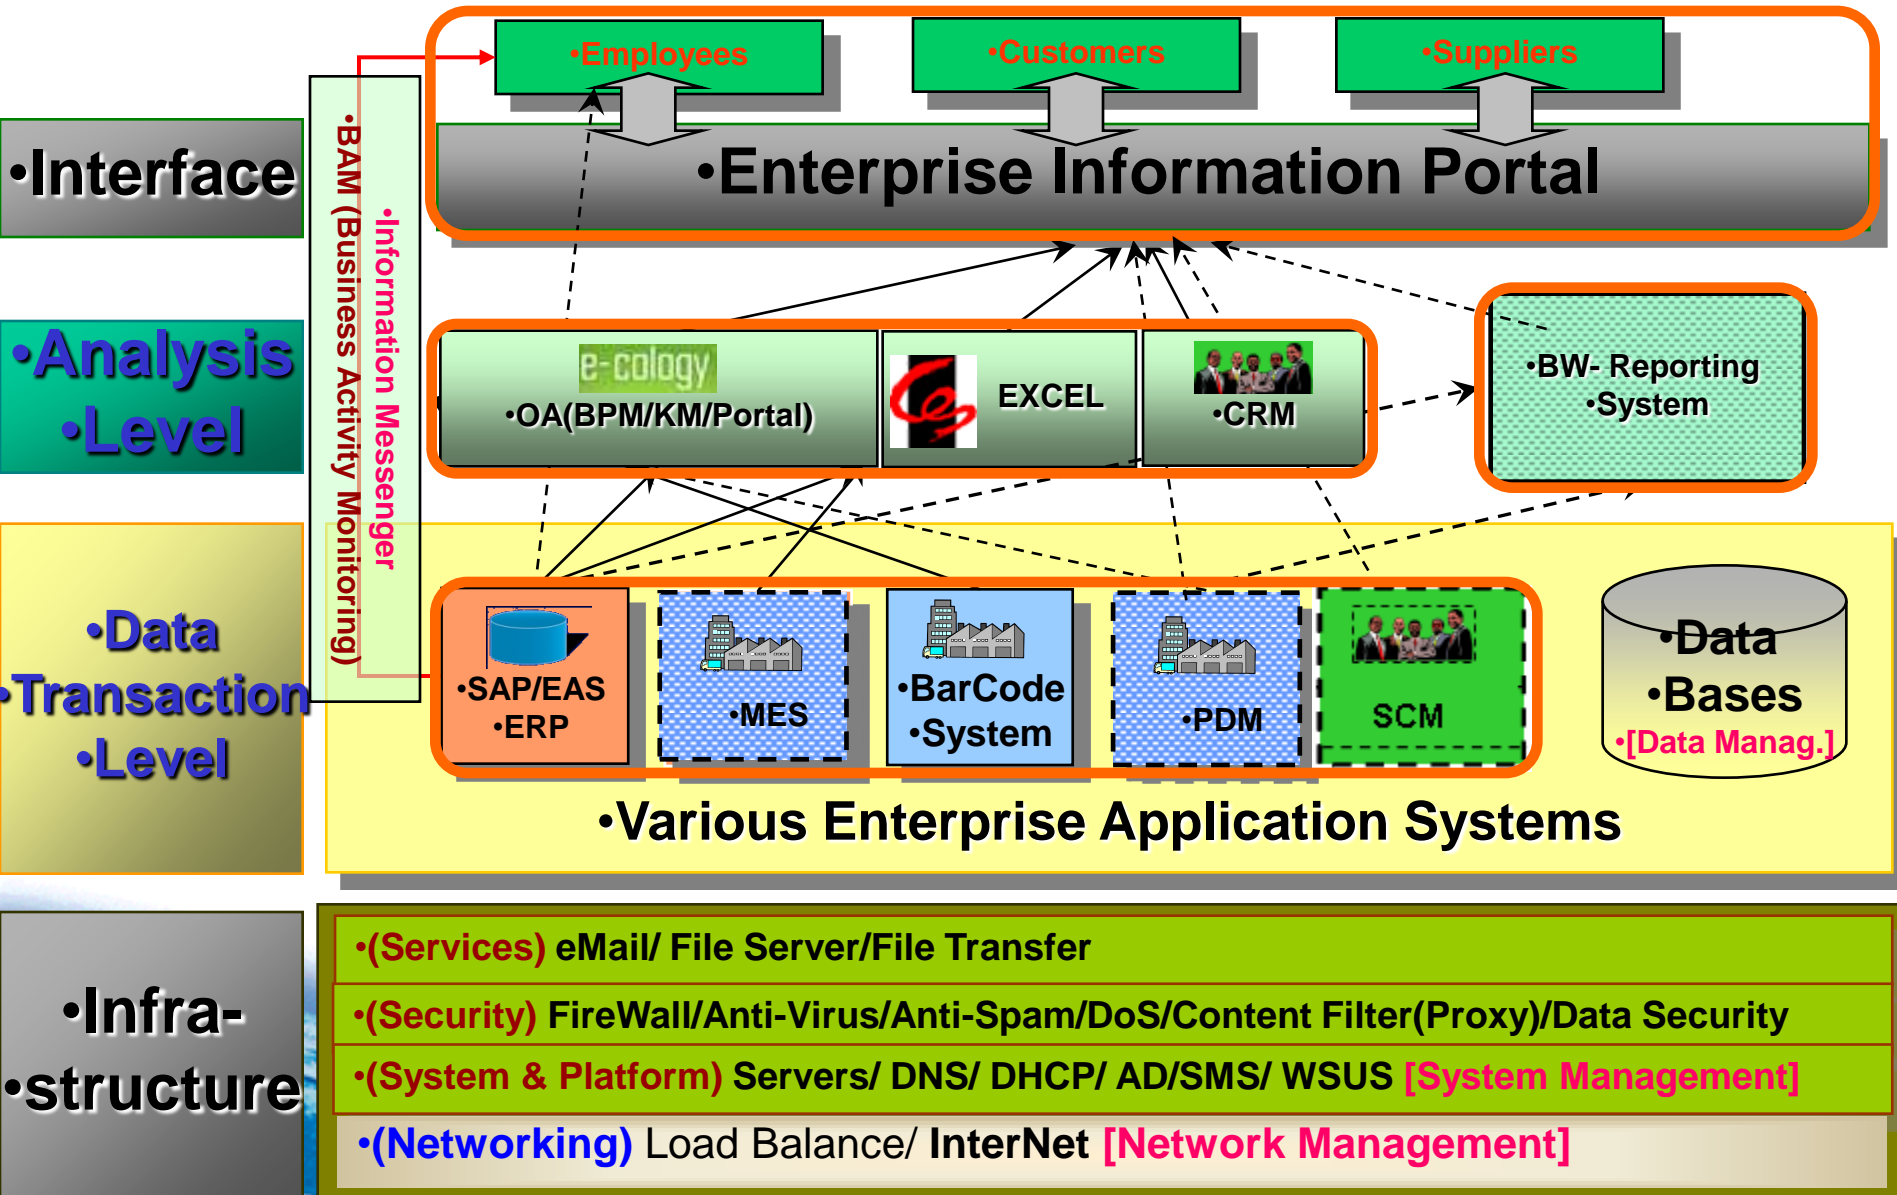 •Employees
•Customers
•Suppliers
•Interface
•Enterprise Information Portal
•BAM (Business Activity Monitoring)
•Information Messenger
•Analysis
•Level
e-cology
•OA(BPM/KM/Portal)
EXCEL
•CRM
•BW- Reporting
•System
•Data
•Transaction
•Level
•SAP/EAS
•ERP
•MES
•BarCode
•System
•PDM
SCM
•Data
•Bases
•[Data Manag.]
•Various Enterprise Application Systems
•Infra-
•structure
•(Services) eMail/ File Server/File Transfer
•(Security) FireWall/Anti-Virus/Anti-Spam/DoS/Content Filter(Proxy)/Data Security
•(System & Platform) Servers/ DNS/ DHCP/ AD/SMS/ WSUS [System Management]
•(Networking) Load Balance/ InterNet [Network Management]